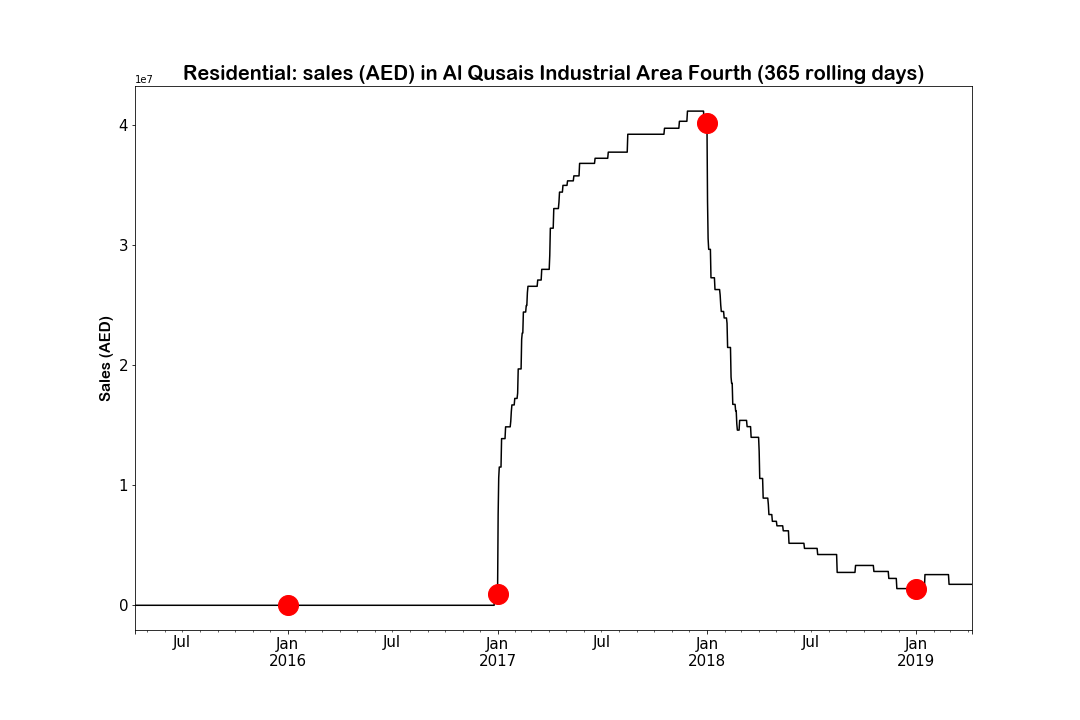 Residential: sales (AED) in Al Qusais Industrial Area Fourth (365 rolling days)
1e7
Sales (AED)
4
3
2
1
0
Jul Jan Jul Jan Jul Jan Jul Jan
2016 2017 2018 2019